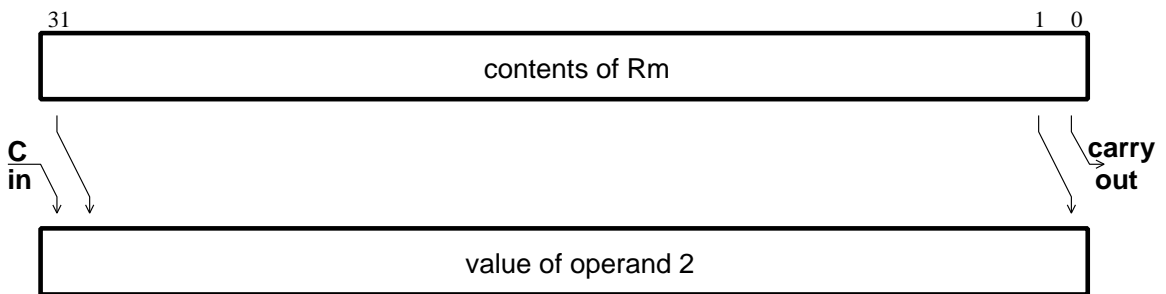 31 1 0
contents of Rm
C in
carry out
value of operand 2